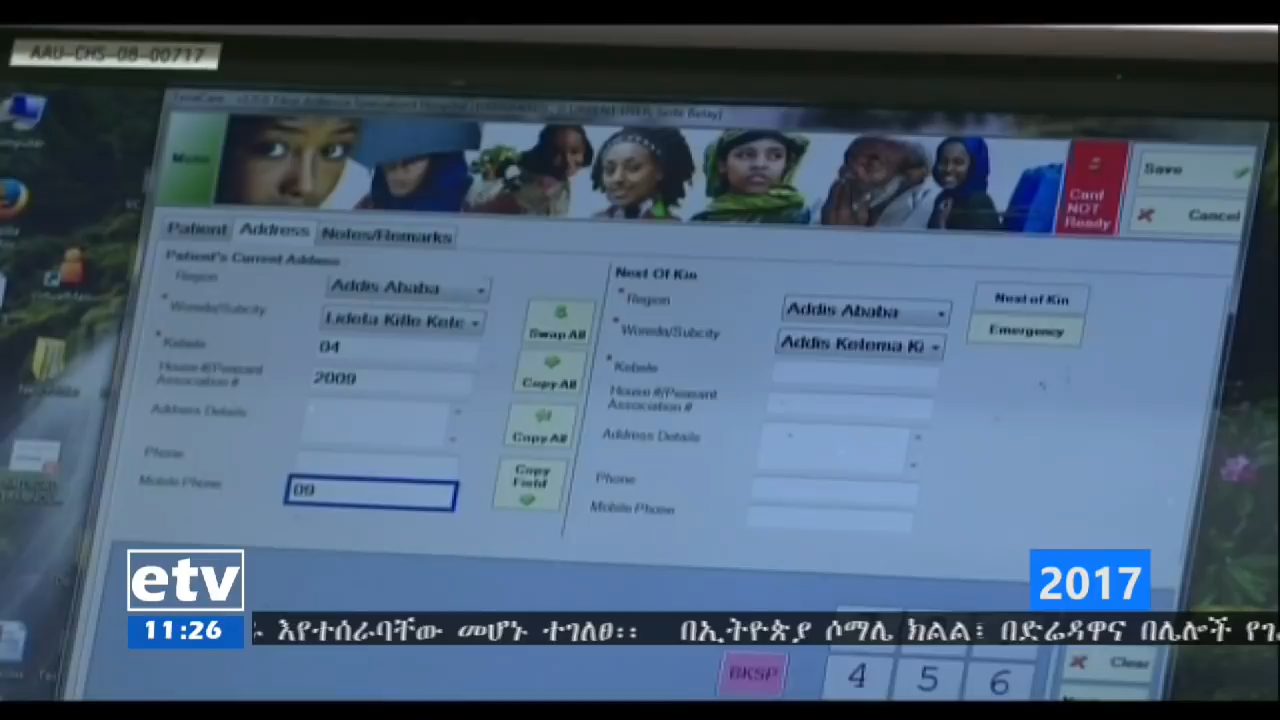 AAU-CHS-08-00717
Menu
Card
NOT
Ready
Save
Cancel
Patient Address Notes/Remarks
Patient's Current Address
Region Addis Ababa
Woreda/Subcity Lideta Kifle Kete
Kebele 04
House #/Peasant
Association # 2009
Address Details
Phone
Mobile Phone 09
Swap All
Copy All
Copy All
Copy
Field
Next Of Kin
Region Addis Ababa
Woreda/Subcity Addis Ketema Ki
Kebele
House #/Peasant
Association #
Address Details
Phone
Mobile Phone
Next of Kin
Emergency
etv
2017
11:26
እየተሰራባቸው መሆኑ ተገለፀ፡፡ በኢትዮጵያ ሶማሌ ክልል፤ በድሬዳዋና በሌሎች
BKSP
4 5 6
Clear